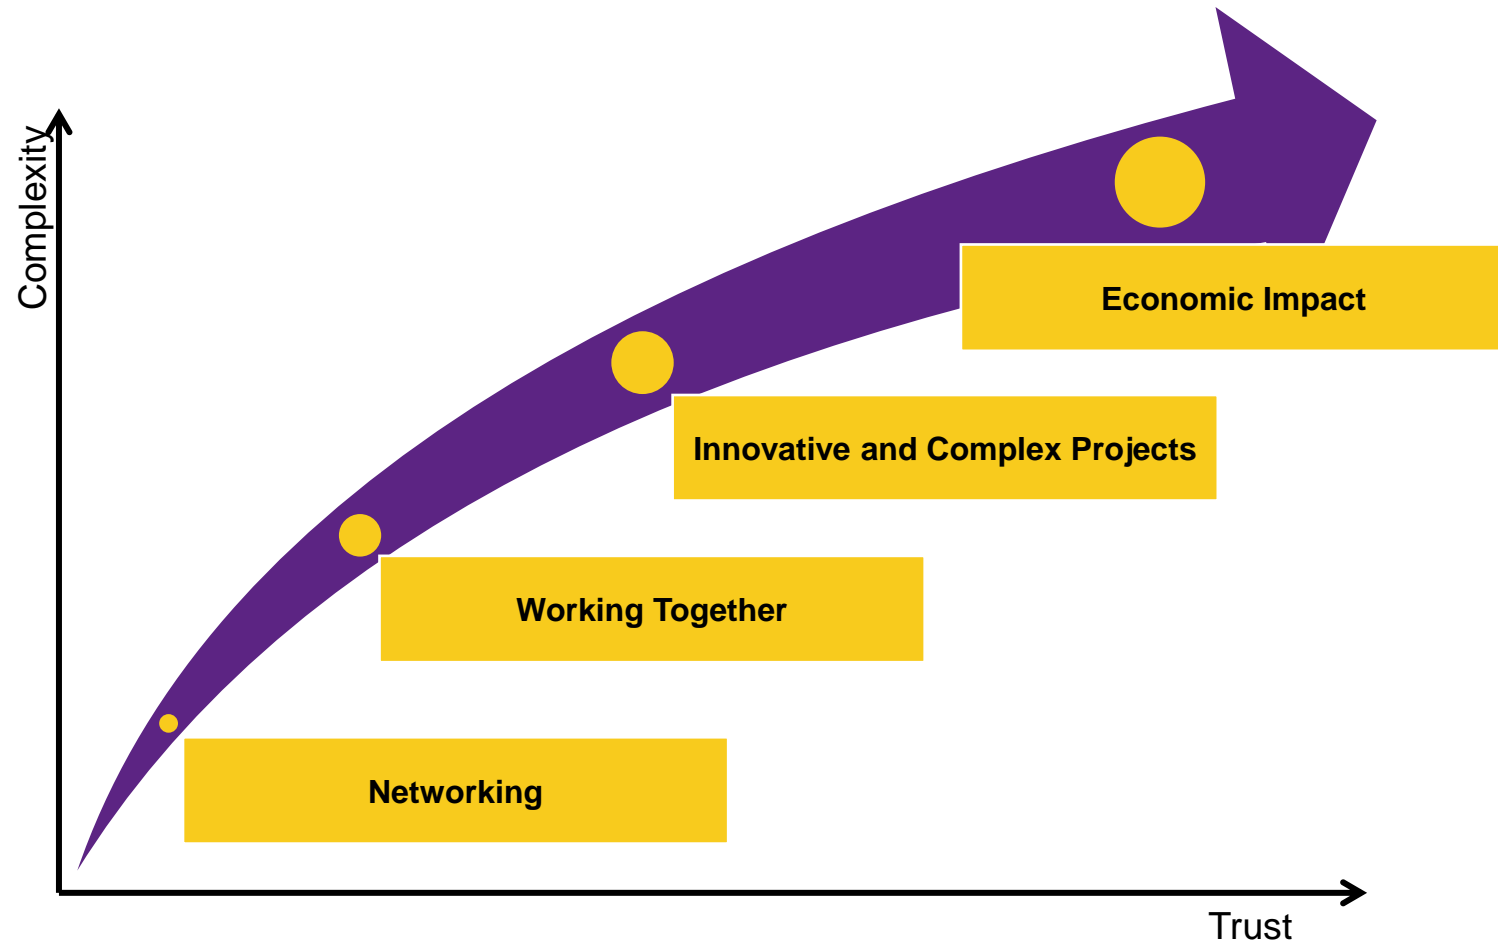 Complexity
Economic Impact
Innovative and Complex Projects
Working Together
Networking
Trust